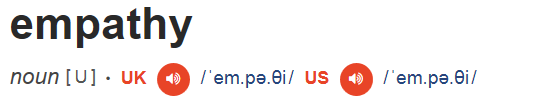 empathy
noun [ U ] · UK /ˈem.pə.θi/ US /ˈem.pə.θi/